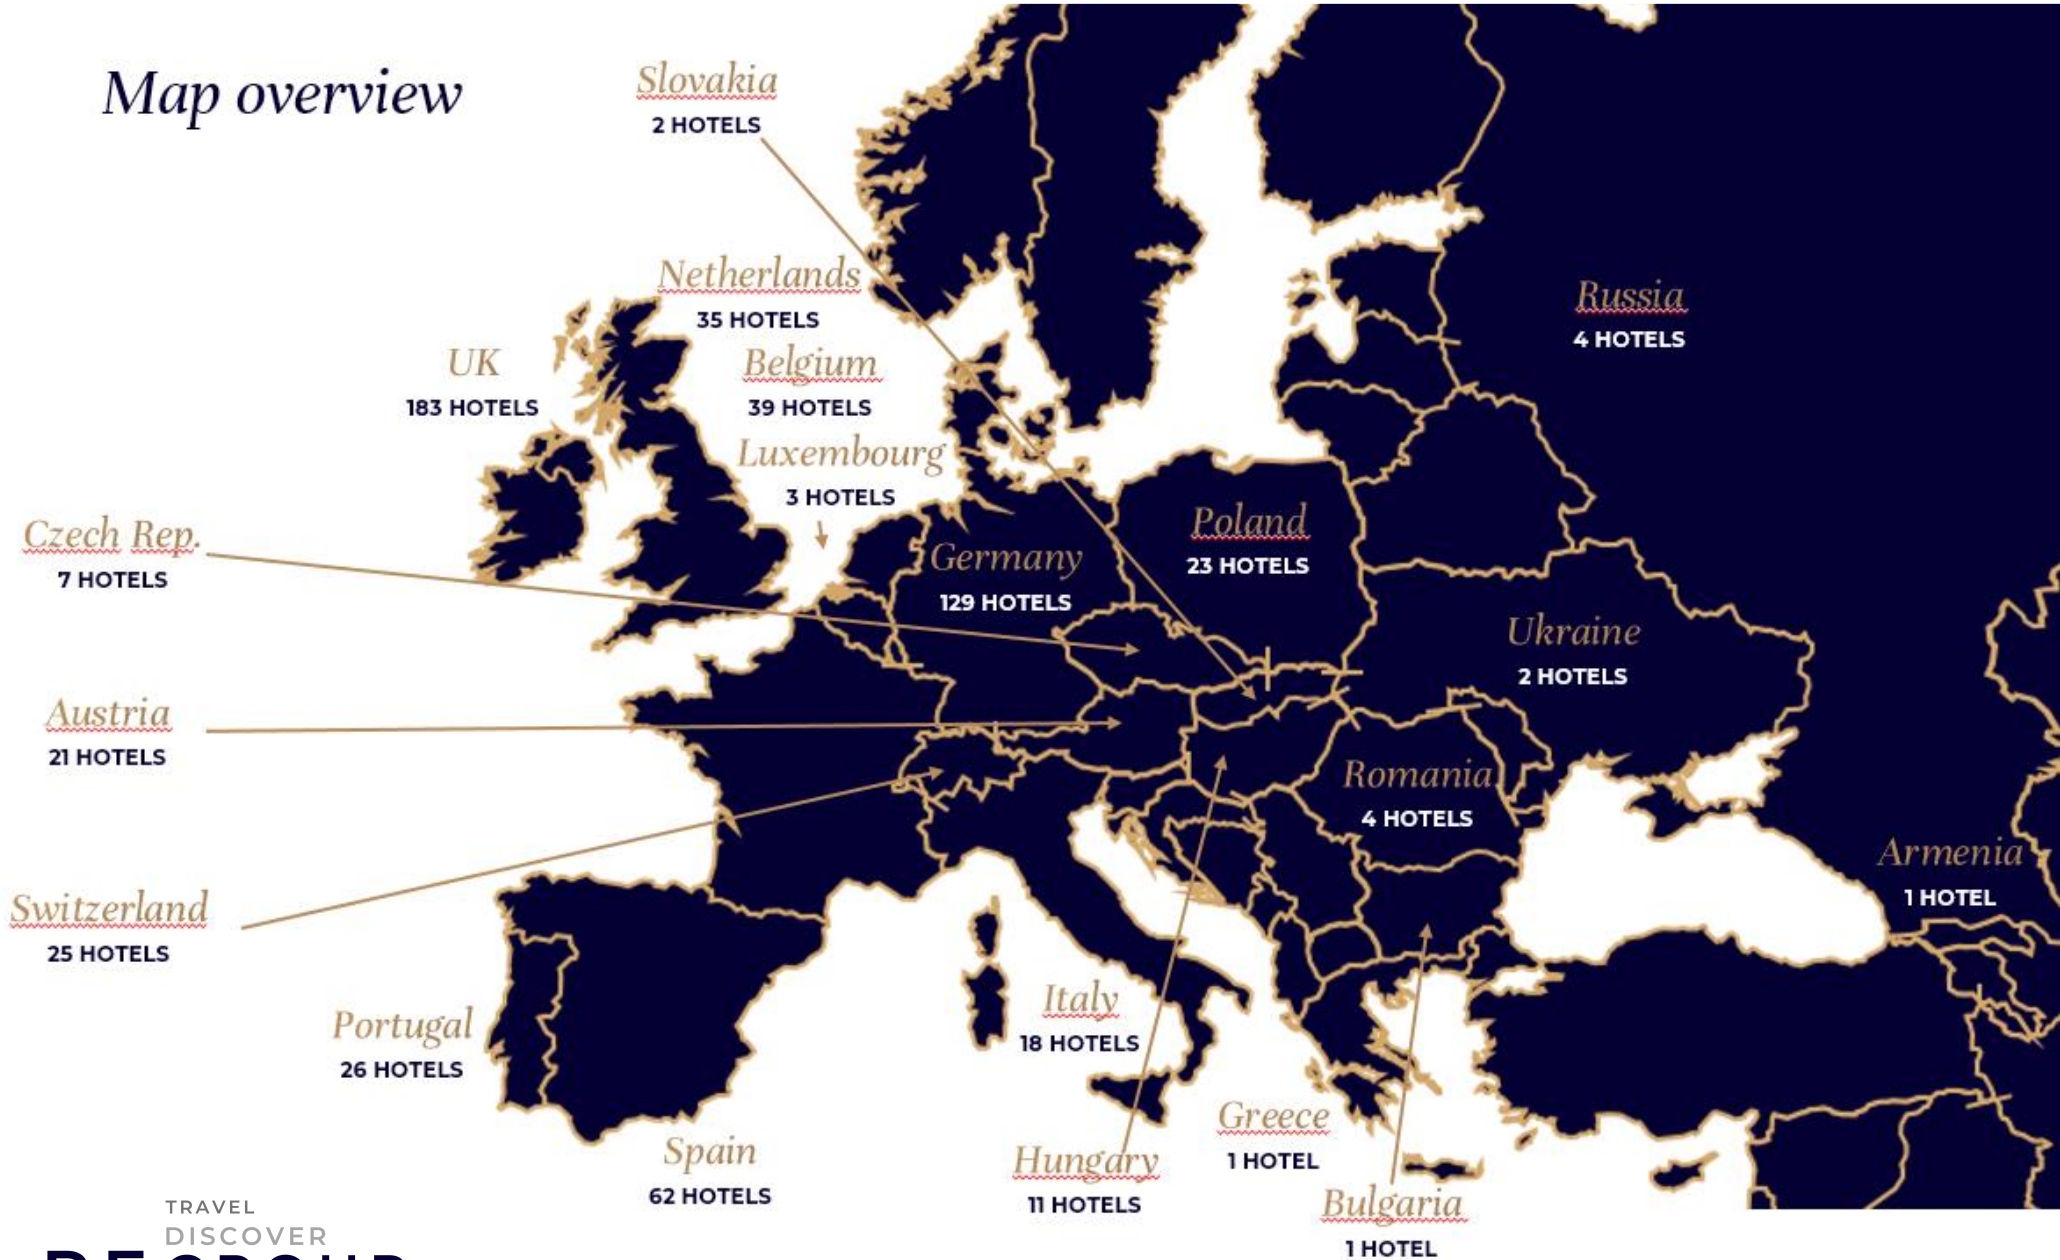 Map overview
Slovakia
2 HOTELS
Netherlands
35 HOTELS
Russia
4 HOTELS
UK
183 HOTELS
Belgium
39 HOTELS
Luxembourg
3 HOTELS
Czech Rep.
7 HOTELS
Germany
129 HOTELS
Poland
23 HOTELS
Ukraine
2 HOTELS
Austria
21 HOTELS
Romania
4 HOTELS
Armenia
1 HOTEL
Switzerland
25 HOTELS
Portugal
26 HOTELS
Italy
18 HOTELS
Spain
62 HOTELS
Hungary
11 HOTELS
Greece
1 HOTEL
Bulgaria
1 HOTEL
TRAVEL
DISCOVER